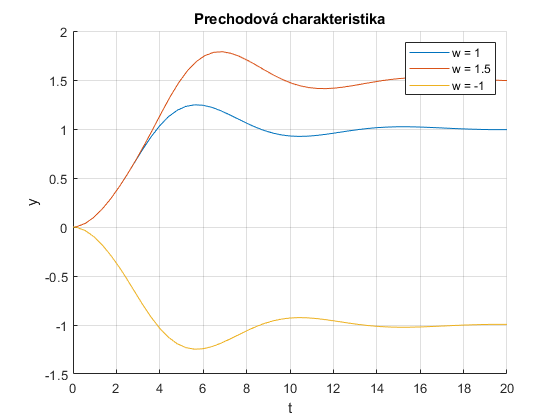 Prechodová charakteristika
2
1.5
1
0.5
0
-0.5
-1
-1.5
y
w = 1
w = 1.5
w = -1
0 2 4 6 8 10 12 14 16 18 20
t